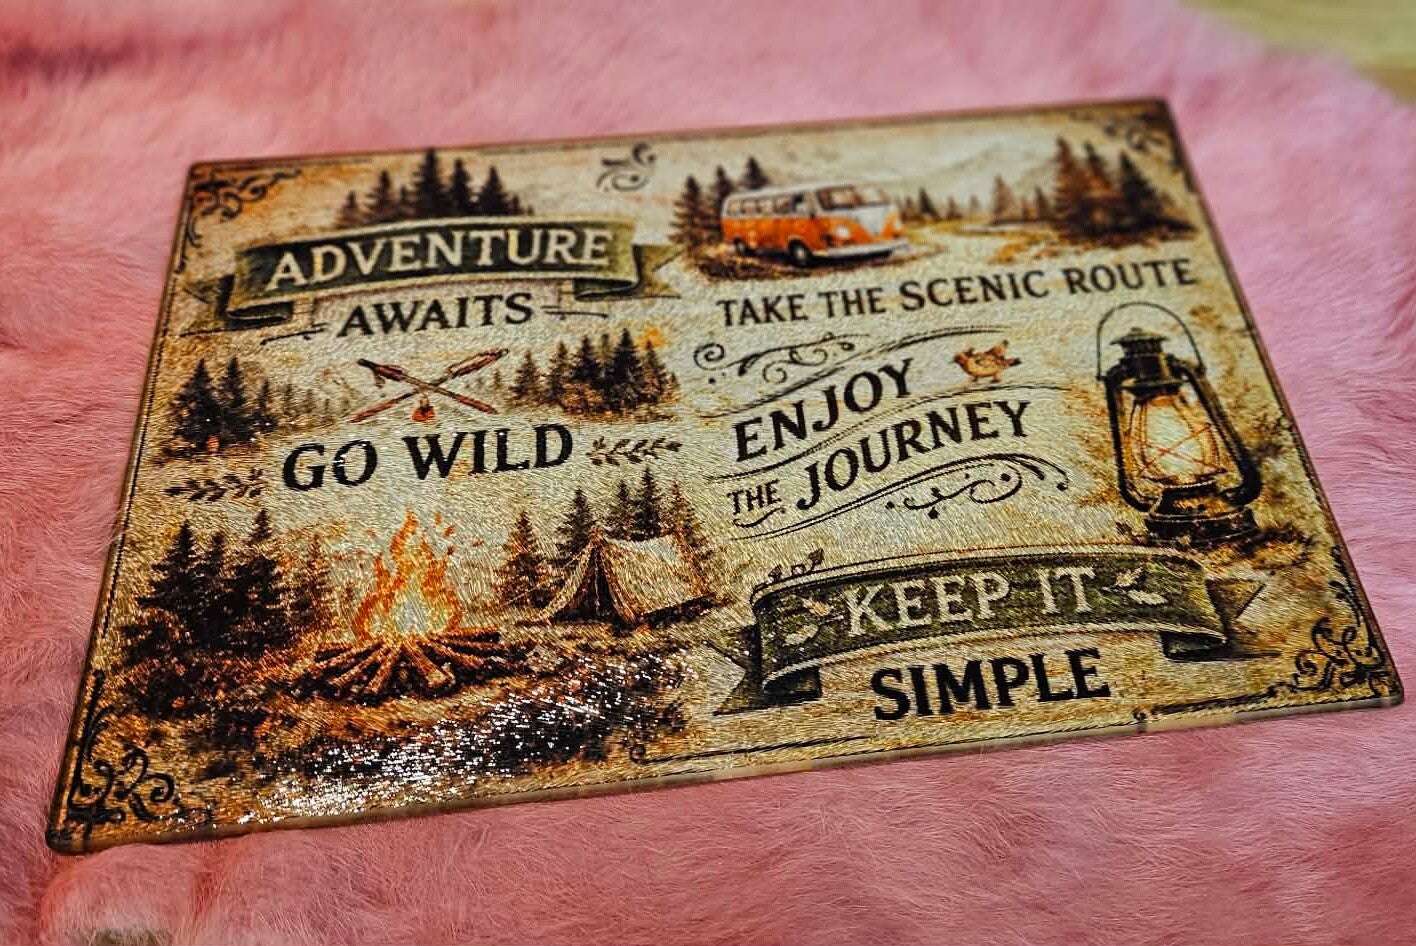 ADVENTURE
AWAITS
GO WILD
TAKE THE SCENIC ROUTE
ENJOY
THE JOURNEY
KEEP IT
SIMPLE